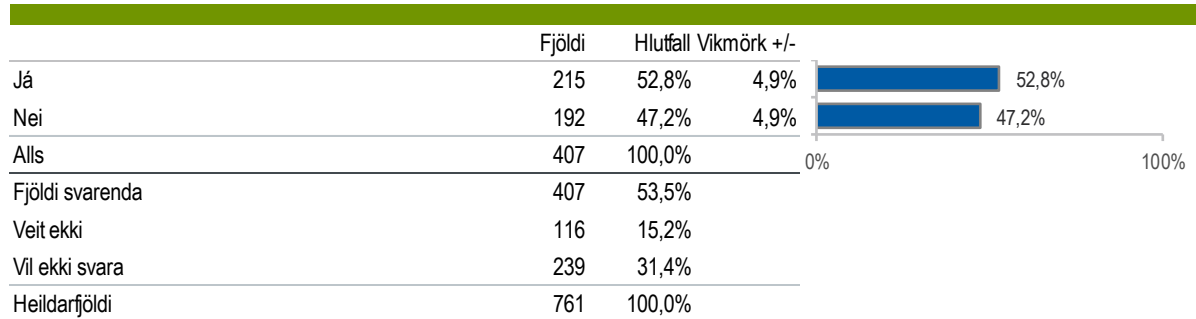 Fjöldi Hlutfall Vikmörk +/-
Já 215 52,8% 4,9% 52,8%
Nei 192 47,2% 4,9% 47,2%
Alls 407 100,0%
0% 100%
Fjöldi svarenda 407 53,5%
Veit ekki 116 15,2%
Vil ekki svara 239 31,4%
Heildarfjöldi 761 100,0%